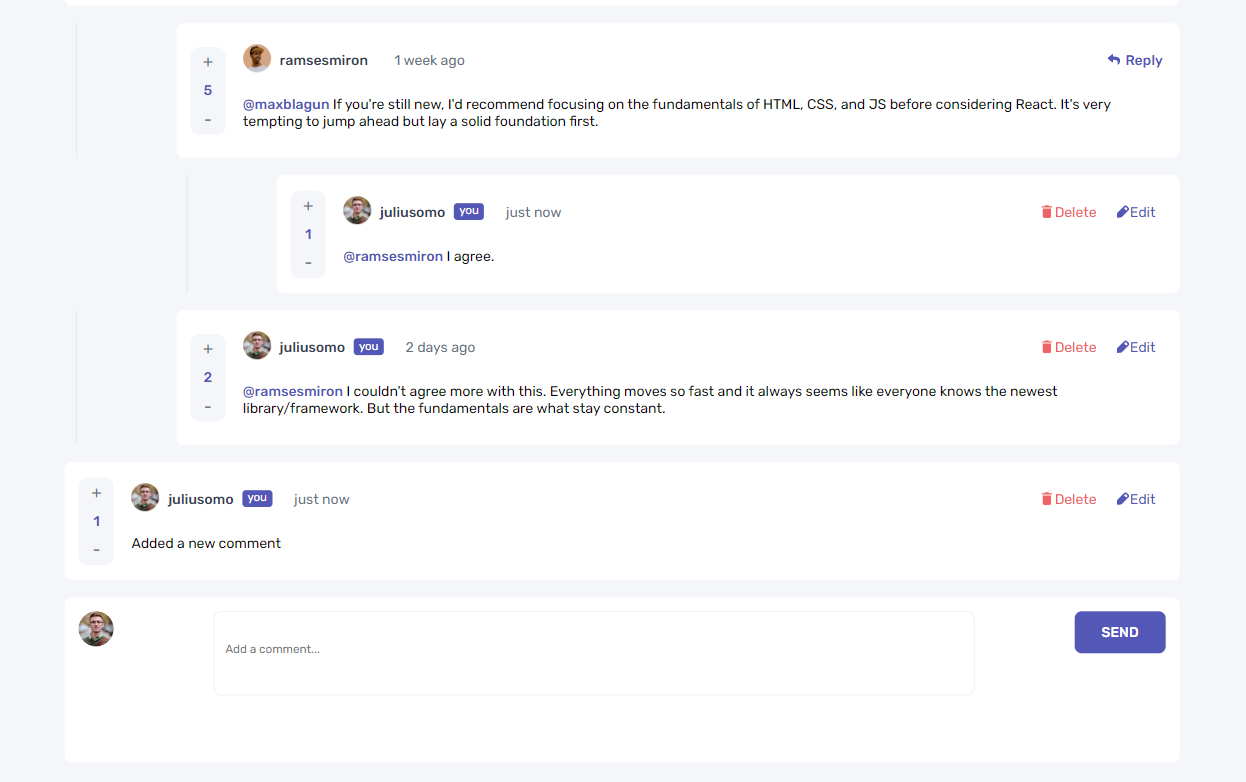 +
5
-
ramsesmiron 1 week ago Reply
@maxblagun If you're still new, I'd recommend focusing on the fundamentals of HTML, CSS, and JS before considering React. It's very
tempting to jump ahead but lay a solid foundation first.
+
1
-
juliusomo you just now Delete Edit
@ramsesmiron I agree.
+
2
-
juliusomo you 2 days ago Delete Edit
@ramsesmiron I couldn't agree more with this. Everything moves so fast and it always seems like everyone knows the newest
library/framework. But the fundamentals are what stay constant.
+
1
-
juliusomo you just now Delete Edit
Added a new comment
Add a comment...
SEND